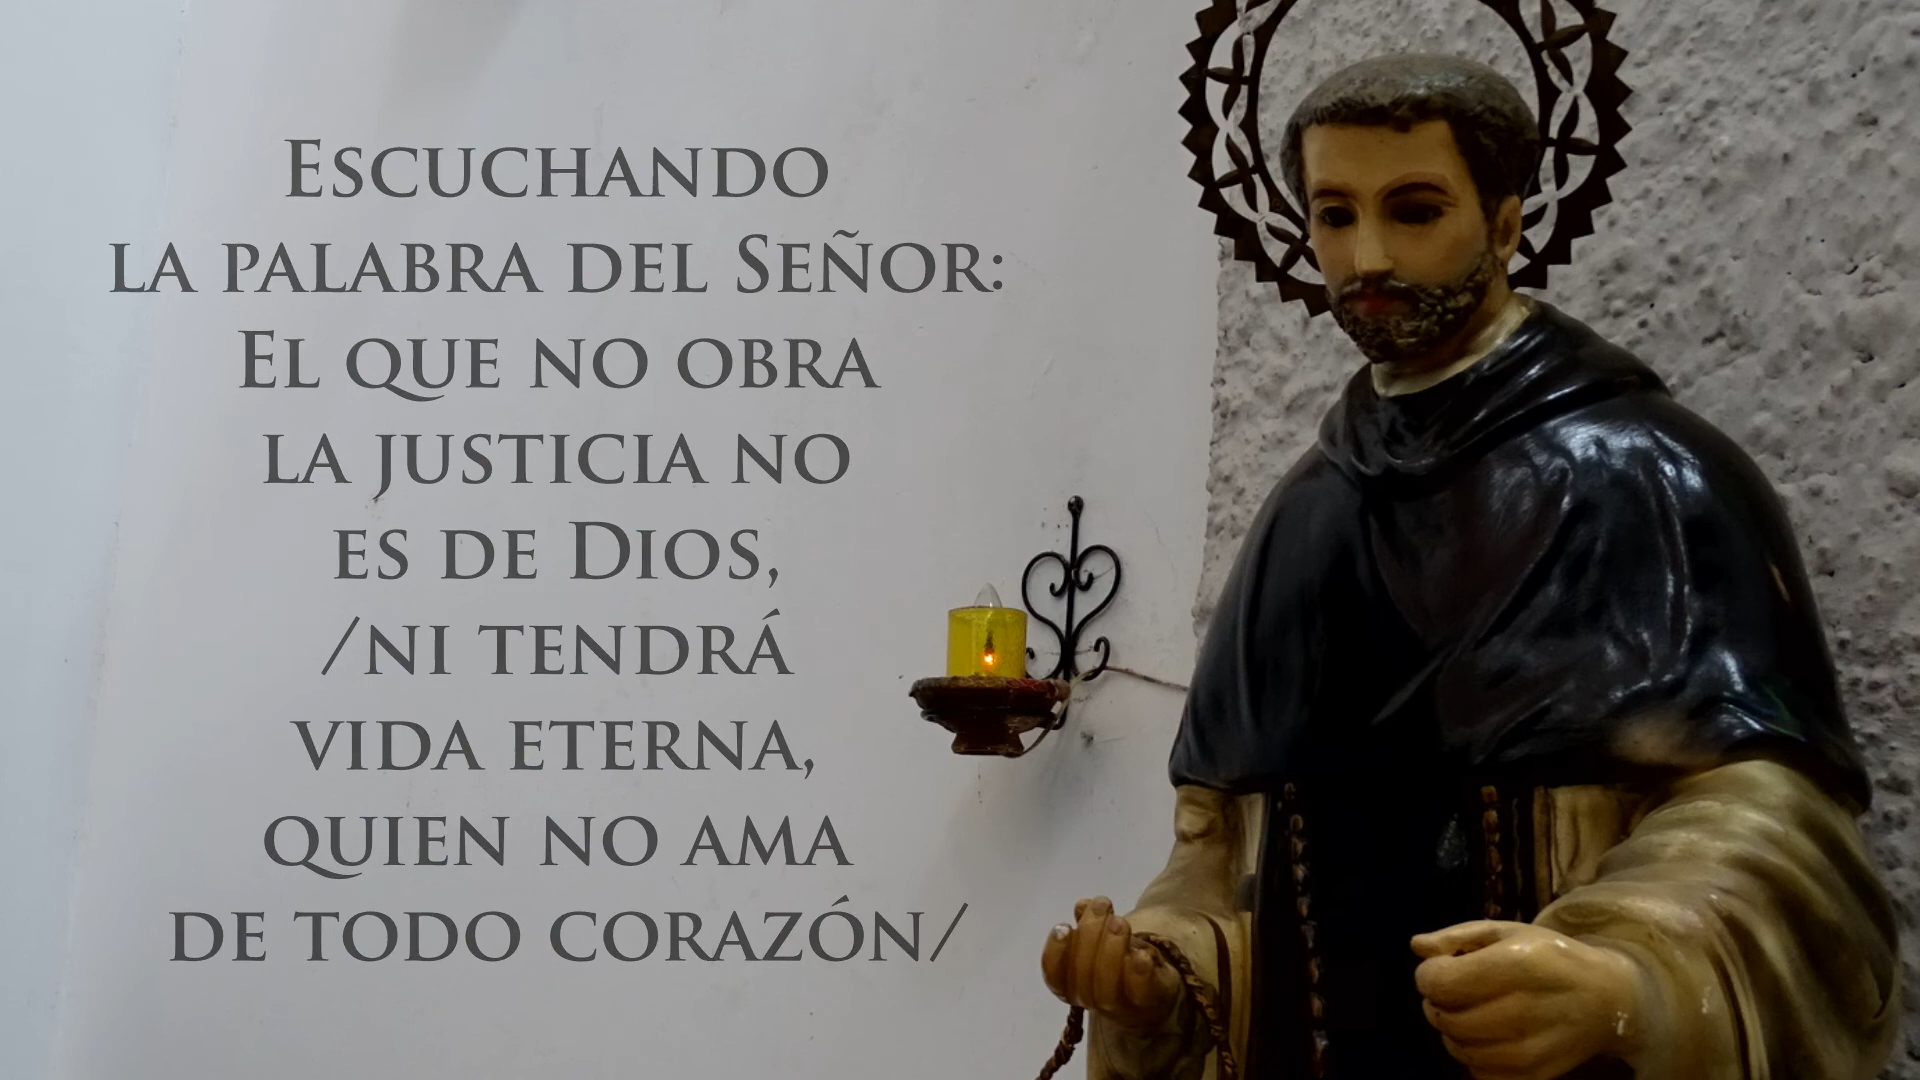 Escuchando
la palabra del Señor:
El que no obra
la justicia no
es de Dios,
/ni tendrá
vida eterna,
quien no ama
de todo corazón/